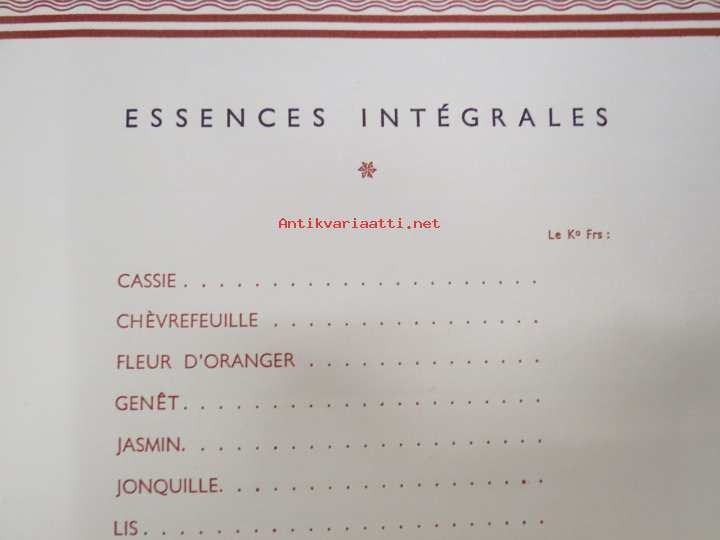 ESSENCES INTÉGRALES
Antikvariaatti.net
Le Kº Frs :
CASSIE . . . . . . . . . . . . . . . . . . . .
CHÈVREFEUILLE . . . . . . . . . . . . . . .
FLEUR D'ORANGER . . . . . . . . . . . . .
GENÊT. . . . . . . . . . . . . . . . . . . .
JASMIN. . . . . . . . . . . . . . . . . . . .
JONQUILLE. . . . . . . . . . . . . . . . . .
LIS . . . . . . . . . . . . . . . . . . . . . .